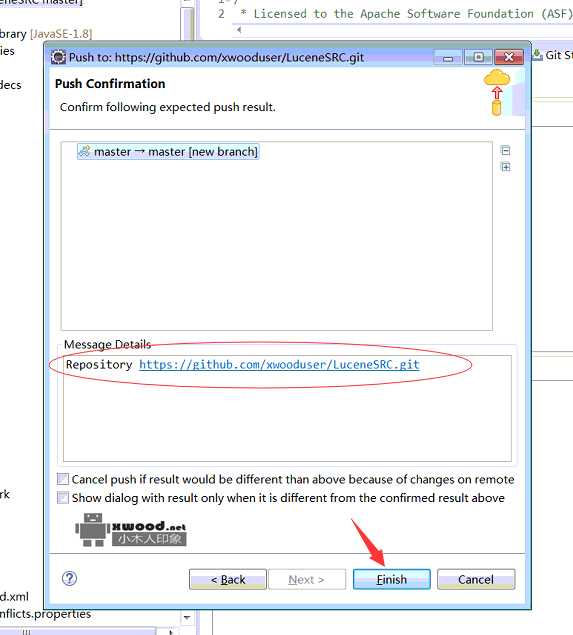 ceneSRC master]
ibrary [JavaSE-1.8]
ries
decs
1
2 * Licensed to the Apache Software Foundation (ASF)
Git St
Push to: https://github.com/xwooduser/LuceneSRC.git
Push Confirmation
Confirm following expected push result.
master → master [new branch]
Message Details
Repository https://github.com/xwooduser/LuceneSRC.git
Cancel push if result would be different than above because of changes on remote
Show dialog with result only when it is different from the confirmed result above
xwood.net
小木人印象
rk
< Back
Next >
Finish
Cancel
d.xml
nflicts.properties